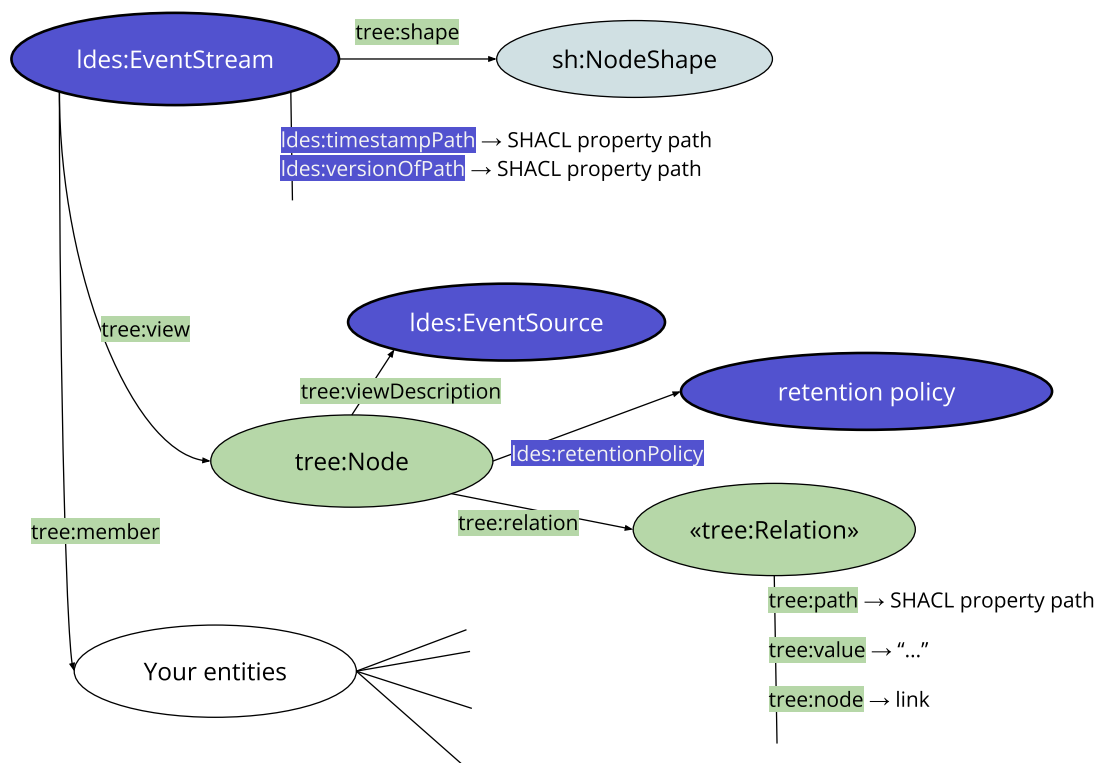 tree:shape
ldes:EventStream
sh:NodeShape
ldes:timestampPath → SHACL property path
ldes:versionOfPath → SHACL property path
tree:view
ldes:EventSource
tree:viewDescription
retention policy
tree:Node
ldes:retentionPolicy
tree:relation
tree:member
«tree:Relation»
tree:path → SHACL property path
tree:value → “...”
Your entities
tree:node → link